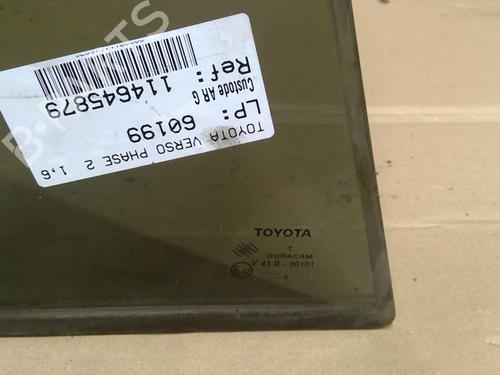 TOYOTA VERSO PHASE 2 1,6
LP: 60199
Custode AR G
Ref: 114645879
TOYOTA
T
DURACAM
V 43 R - 00101